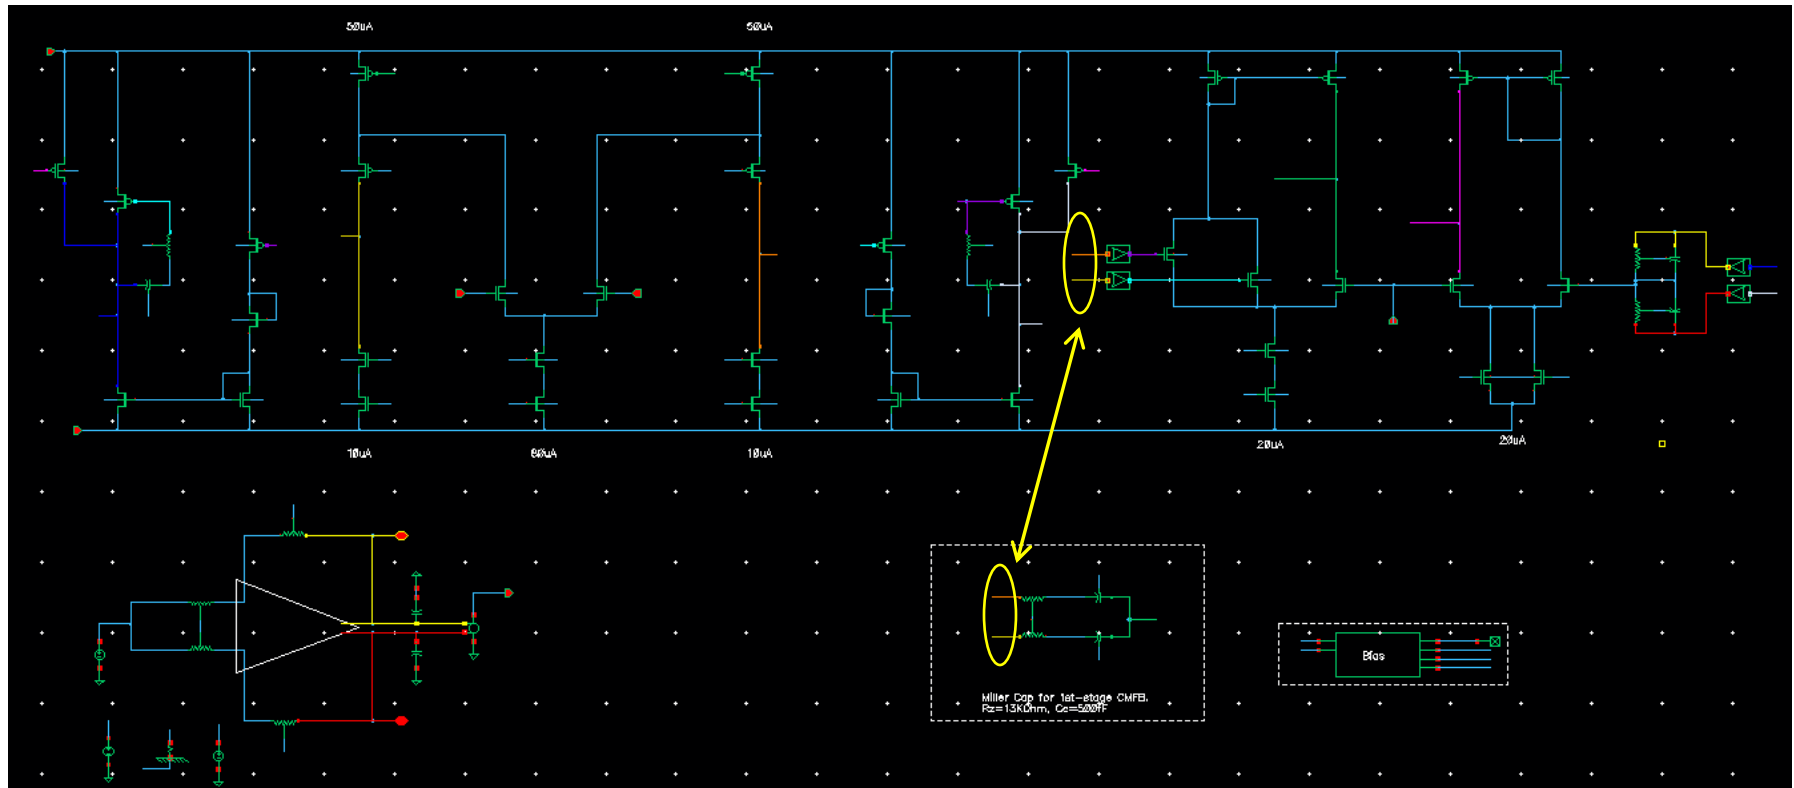 50uA
50uA
10uA
80uA
10uA
20uA
20uA
Miller Cap for 1st-stage CMFB.
Rz=13KOhm, Cc=500fF
Bias